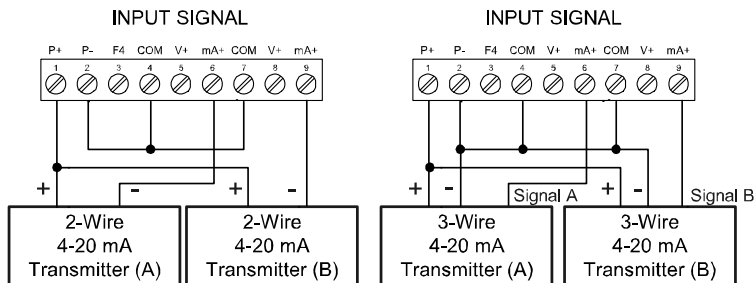 INPUT SIGNAL
P+ P- F4 COM V+ mA+ COM V+ mA+
1 2 3 4 5 6 7 8 9
+ - + -
2-Wire
4-20 mA
Transmitter (A)
2-Wire
4-20 mA
Transmitter (B)
INPUT SIGNAL
P+ P- F4 COM V+ mA+ COM V+ mA+
1 2 3 4 5 6 7 8 9
+ - Signal A + - Signal B
3-Wire
4-20 mA
Transmitter (A)
3-Wire
4-20 mA
Transmitter (B)